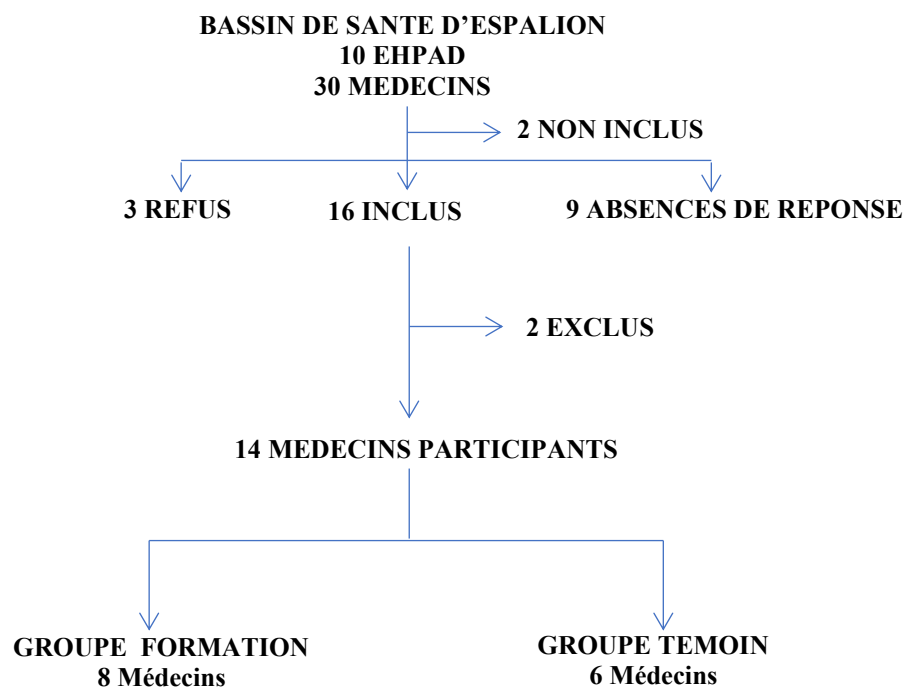 BASSIN DE SANTE D’ESPALION
10 EHPAD
30 MEDECINS
2 NON INCLUS
3 REFUS
16 INCLUS
9 ABSENCES DE REPONSE
2 EXCLUS
14 MEDECINS PARTICIPANTS
GROUPE FORMATION
8 Médecins
GROUPE TEMOIN
6 Médecins